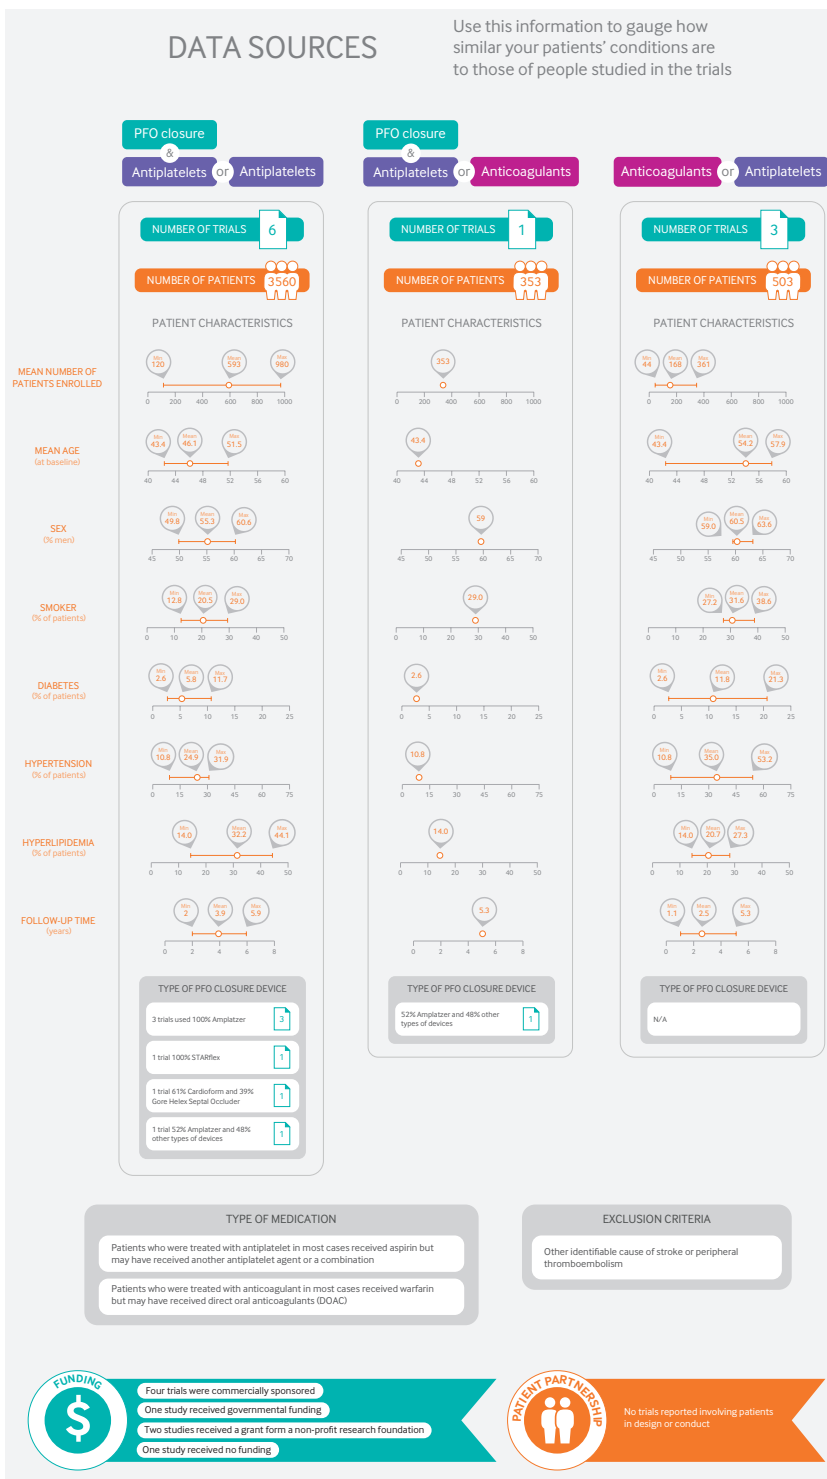 DATA SOURCES
Use this information to gauge how
similar your patients' conditions are
to those of people studied in the trials
PFO closure
&
Antiplatelets or Antiplatelets
PFO closure
&
Antiplatelets or Anticoagulants
Anticoagulants or Antiplatelets
NUMBER OF TRIALS 6
NUMBER OF TRIALS 1
NUMBER OF TRIALS 3
NUMBER OF PATIENTS 3560
NUMBER OF PATIENTS 353
NUMBER OF PATIENTS 503
PATIENT CHARACTERISTICS
PATIENT CHARACTERISTICS
PATIENT CHARACTERISTICS
MEAN NUMBER OF
PATIENTS ENROLLED
Min 120 Mean 593 Max 980
0 200 400 600 800 1000
353
0 200 400 600 800 1000
Min 44 Mean 168 Max 361
0 200 400 600 800 1000
MEAN AGE
(at baseline)
Min 43.4 Mean 46.1 Max 51.5
40 44 48 52 56 60
43.4
40 44 48 52 56 60
Min 43.4 Mean 54.2 Max 57.9
40 44 48 52 56 60
SEX
(% men)
Min 49.8 Mean 55.3 Max 60.6
45 50 55 60 65 70
59
45 50 55 60 65 70
Min 59.0 Mean 60.5 Max 63.6
45 50 55 60 65 70
SMOKER
(% of patients)
Min 12.8 Mean 20.5 Max 29.0
0 10 20 30 40 50
29.0
0 10 20 30 40 50
Min 27.2 Mean 31.6 Max 38.6
0 10 20 30 40 50
DIABETES
(% of patients)
Min 2.6 Mean 5.8 Max 11.7
0 5 10 15 20 25
2.6
0 5 10 15 20 25
Min 2.6 Mean 11.8 Max 21.3
0 5 10 15 20 25
HYPERTENSION
(% of patients)
Min 10.8 Mean 24.9 Max 31.9
0 15 30 45 60 75
10.8
0 15 30 45 60 75
Min 10.8 Mean 35.0 Max 53.2
0 15 30 45 60 75
HYPERLIPIDEMIA
(% of patients)
Min 14.0 Mean 32.2 Max 44.1
0 10 20 30 40 50
14.0
0 10 20 30 40 50
Min 14.0 Mean 20.7 Max 27.3
0 10 20 30 40 50
FOLLOW-UP TIME
(years)
Min 2 Mean 3.9 Max 5.9
0 2 4 6 8
5.3
0 2 4 6 8
Min 1.1 Mean 2.5 Max 5.3
0 2 4 6 8
TYPE OF PFO CLOSURE DEVICE
3 trials used 100% Amplatzer 3
1 trial 100% STARflex 1
1 trial 61% Cardioform and 39%
Gore Helex Septal Occluder 1
1 trial 52% Amplatzer and 48%
other types of devices 1
TYPE OF PFO CLOSURE DEVICE
52% Amplatzer and 48% other
types of devices 1
TYPE OF PFO CLOSURE DEVICE
N/A
TYPE OF MEDICATION
Patients who were treated with antiplatelet in most cases received aspirin but
may have received another antiplatelet agent or a combination
Patients who were treated with anticoagulant in most cases received warfarin
but may have received direct oral anticoagulants (DOAC)
EXCLUSION CRITERIA
Other identifiable cause of stroke or peripheral
thromboembolism
FUNDING
$
Four trials were commercially sponsored
One study received governmental funding
Two studies received a grant form a non-profit research foundation
One study received no funding
PATIENT PARTNERSHIP
No trials reported involving patients
in design or conduct